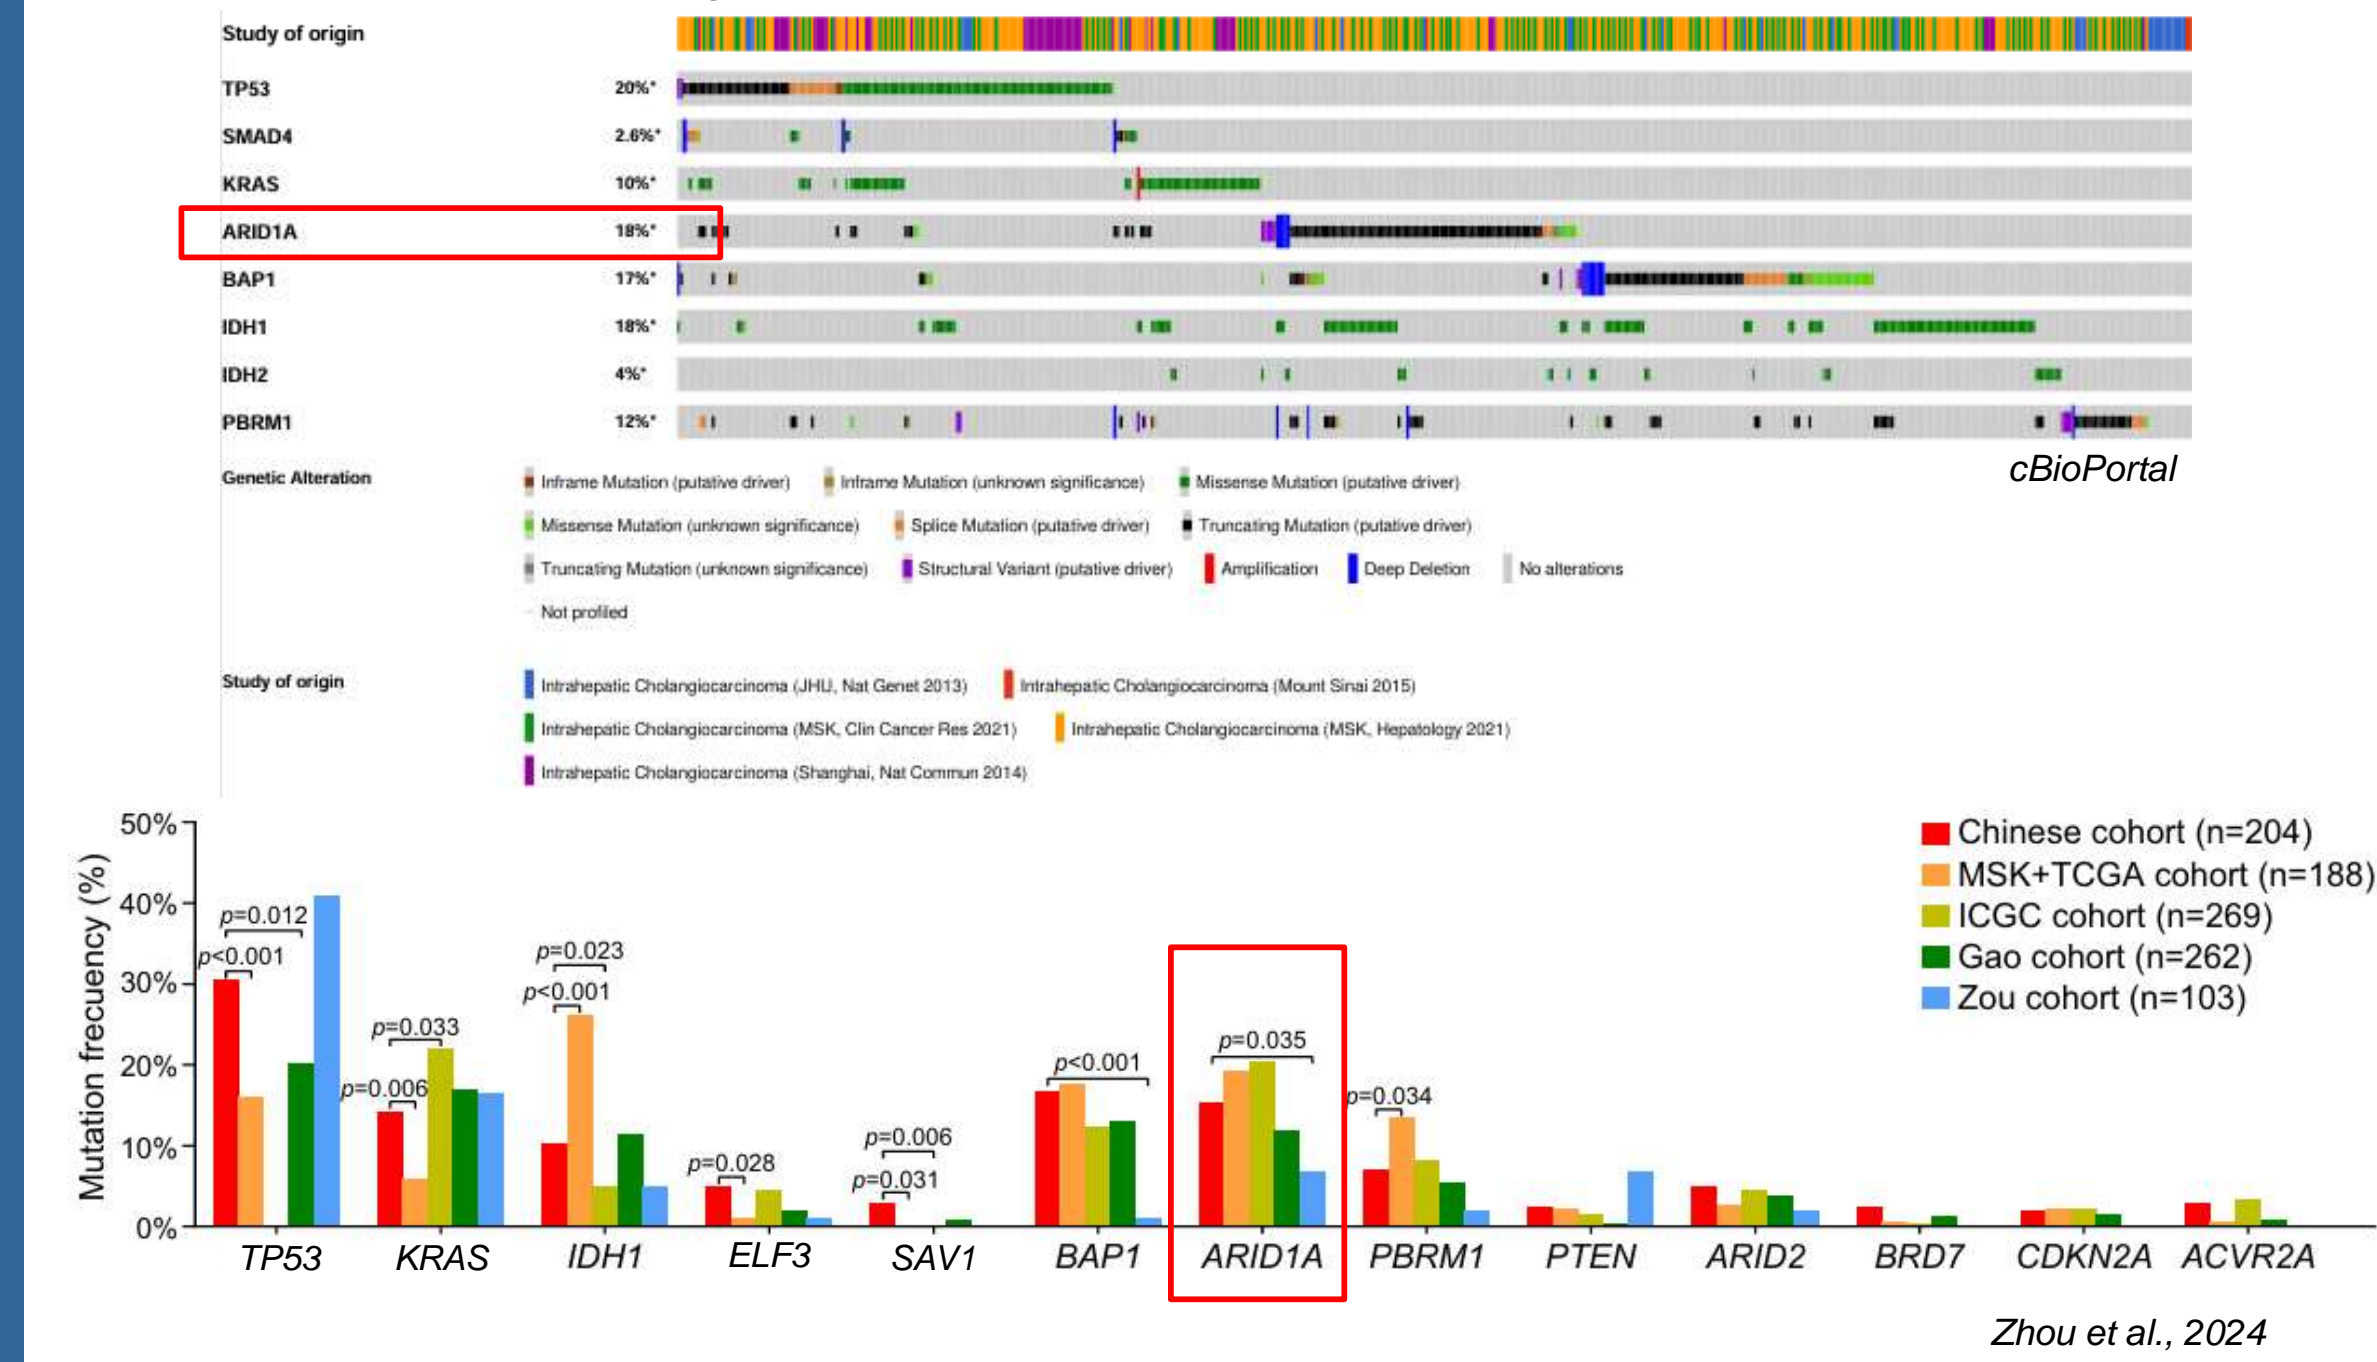 Study of origin
TP53 20%*
SMAD4 2.6%*
KRAS 10%*
ARID1A 18%*
BAP1 17%*
IDH1 18%*
IDH2 4%*
PBRM1 12%*
cBioPortal
Genetic Alteration
Inframe Mutation (putative driver) Inframe Mutation (unknown significance) Missense Mutation (putative driver)
Missense Mutation (unknown significance) Splice Mutation (putative driver) Truncating Mutation (putative driver)
Truncating Mutation (unknown significance) Structural Variant (putative driver) Amplification Deep Deletion No alterations
Not profiled
Study of origin
Intrahepatic Cholangiocarcinoma (JHU, Nat Genet 2013) Intrahepatic Cholangiocarcinoma (Mount Sinai 2015)
Intrahepatic Cholangiocarcinoma (MSK, Clin Cancer Res 2021) Intrahepatic Cholangiocarcinoma (MSK, Hepatology 2021)
Intrahepatic Cholangiocarcinoma (Shanghai, Nat Commun 2014)
Mutation frecuency (%)
50%
40%
30%
20%
10%
0%
p=0.012
p<0.001
p=0.033
p=0.006
p=0.023
p<0.001
p=0.028
p=0.006
p=0.031
p<0.001
p=0.035
p=0.034
Chinese cohort (n=204)
MSK+TCGA cohort (n=188)
ICGC cohort (n=269)
Gao cohort (n=262)
Zou cohort (n=103)
TP53 KRAS IDH1 ELF3 SAV1 BAP1 ARID1A PBRM1 PTEN ARID2 BRD7 CDKN2A ACVR2A
Zhou et al., 2024